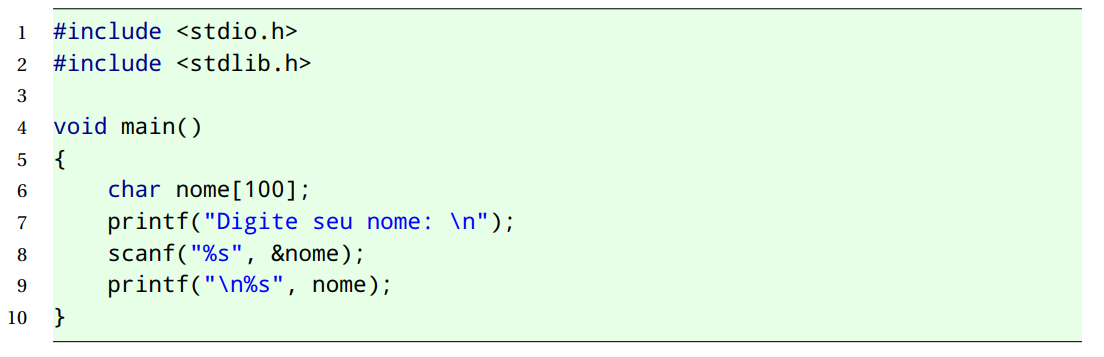 1 #include <stdio.h>
2 #include <stdlib.h>
3
4 void main()
5 {
6     char nome[100];
7     printf("Digite seu nome: \n");
8     scanf("%s", &nome);
9     printf("\n%s", nome);
10 }